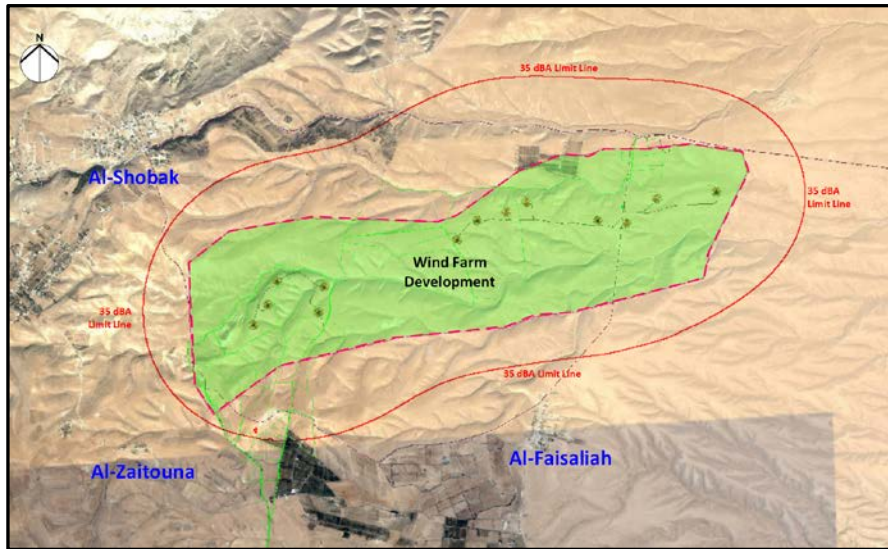 N
35 dBA Limit Line
Al-Shobak
35 dBA
Limit Line
Wind Farm
Development
35 dBA
Limit Line
35 dBA Limit Line
Al-Zaitouna
Al-Faisaliah